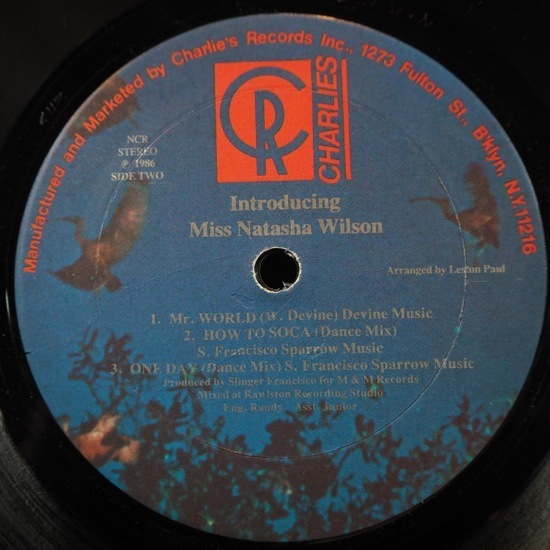 Manufactured and Marketed by Charlie's Records Inc., 1273 Fulton St., B'klyn, N.Y. 11216
CR
CHARLIES
NCR
STEREO
℗ 1986
SIDE TWO
Introducing
Miss Natasha Wilson
Arranged by Leston Paul
1. Mr. WORLD (W. Devine) Devine Music
2. HOW TO SOCA (Dance Mix)
S. Francisco Sparrow Music
3. ONE DAY (Dance Mix) S. Francisco Sparrow Music
Produced by Slinger Francisco for M & M Records
Mixed at Rawlston Recording Studio
Eng. Randy Asst. Junior